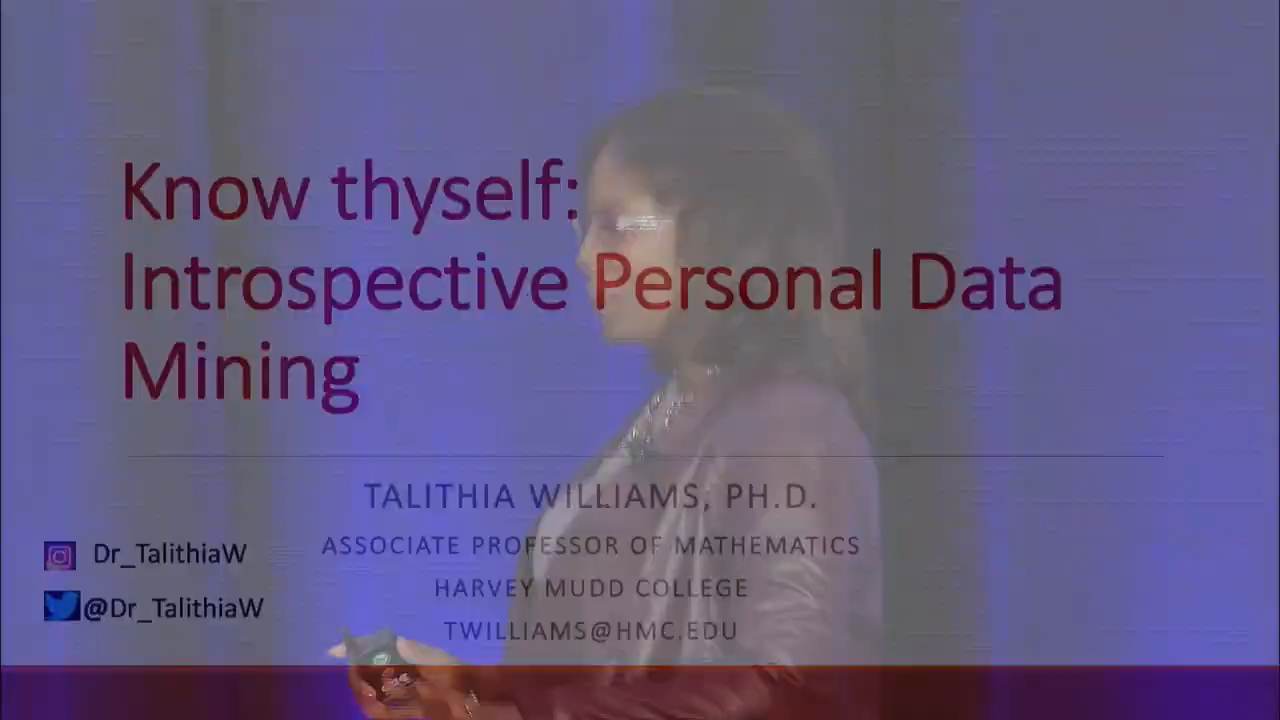 Know thyself:
Introspective Personal Data
Mining
TALITHIA WILLIAMS, PH.D.
ASSOCIATE PROFESSOR OF MATHEMATICS
HARVEY MUDD COLLEGE
TWILLIAMS@HMC.EDU
Dr_TalithiaW
@Dr_TalithiaW